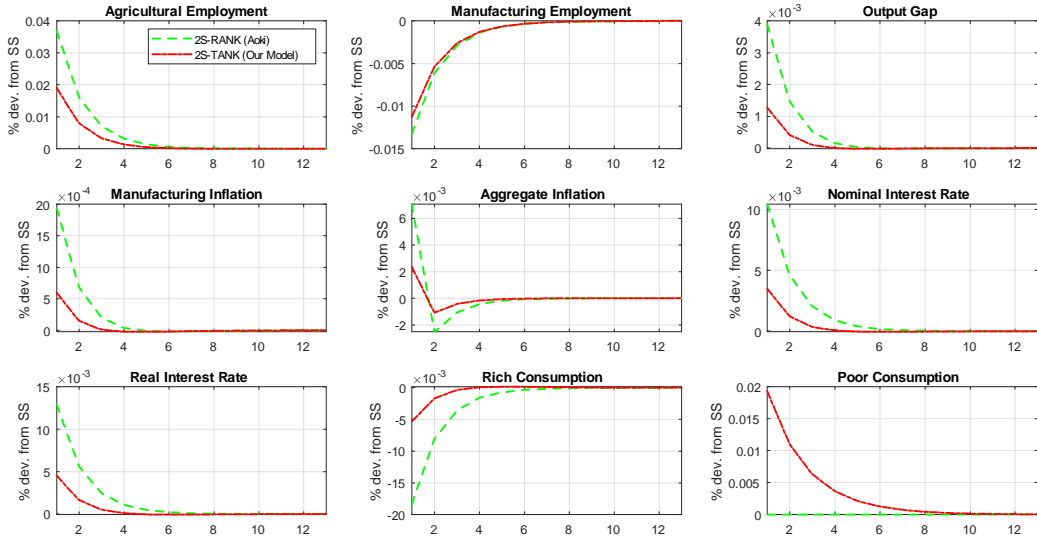 Agricultural Employment
% dev. from SS
0.04
0.03
0.02
0.01
0
2S-RANK (Aoki)
2S-TANK (Our Model)
2 4 6 8 10 12
Manufacturing Employment
% dev. from SS
0
-0.005
-0.01
-0.015
2 4 6 8 10 12
Output Gap
×10⁻³
% dev. from SS
4
3
2
1
0
2 4 6 8 10 12
Manufacturing Inflation
×10⁻⁴
% dev. from SS
20
15
10
5
0
2 4 6 8 10 12
Aggregate Inflation
×10⁻³
% dev. from SS
6
4
2
0
-2
2 4 6 8 10 12
Nominal Interest Rate
×10⁻³
% dev. from SS
10
5
0
2 4 6 8 10 12
Real Interest Rate
×10⁻³
% dev. from SS
15
10
5
0
2 4 6 8 10 12
Rich Consumption
×10⁻³
% dev. from SS
0
-5
-10
-15
-20
2 4 6 8 10 12
Poor Consumption
% dev. from SS
0.02
0.015
0.01
0.005
0
2 4 6 8 10 12